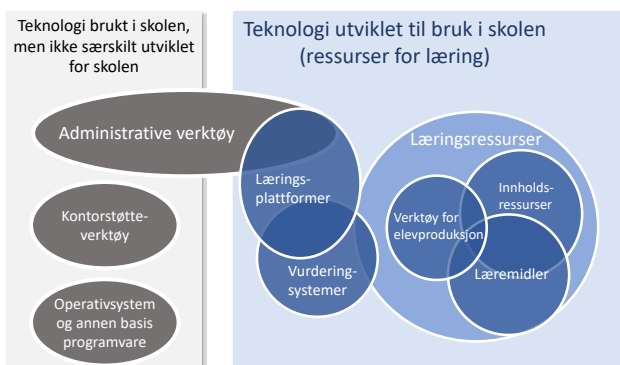 Teknologi brukt i skolen,
men ikke særskilt utviklet
for skolen
Teknologi utviklet til bruk i skolen
(ressurser for læring)
Administrative verktøy
Kontorstøtte-
verktøy
Operativsystem
og annen basis
programvare
Lærings-
plattformer
Vurdering-
systemer
Læringsressurser
Verktøy for
elevproduksjon
Innholds-
ressurser
Læremidler